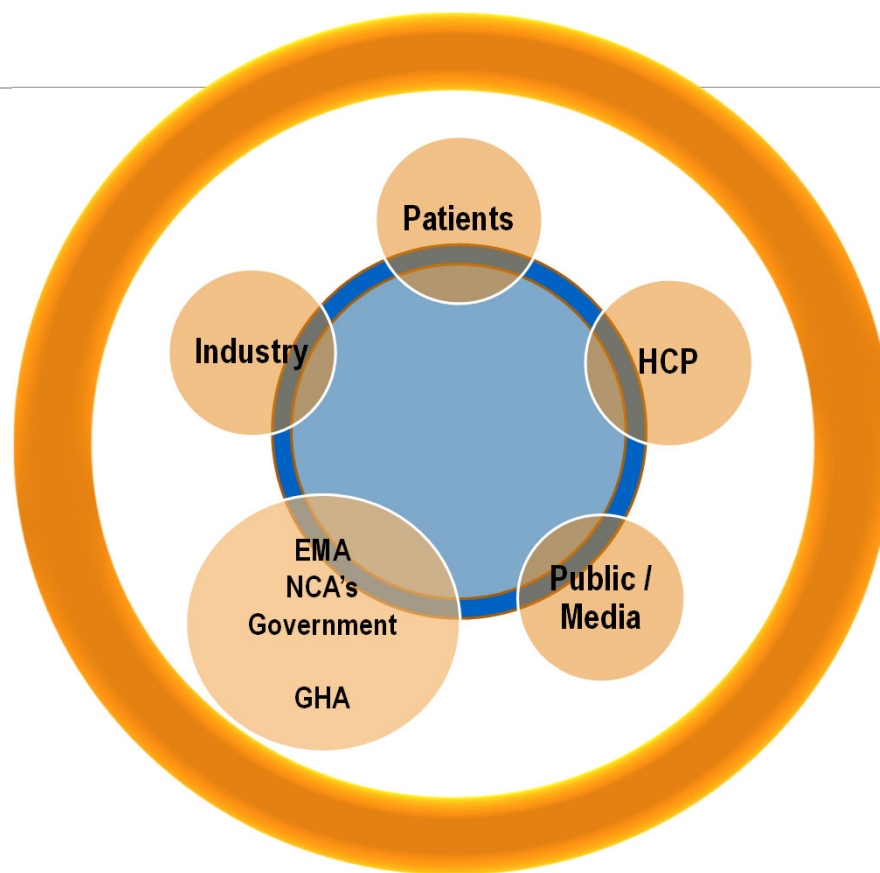 Patients
Industry
HCP
EMA
NCA's
Government
GHA
Public /
Media